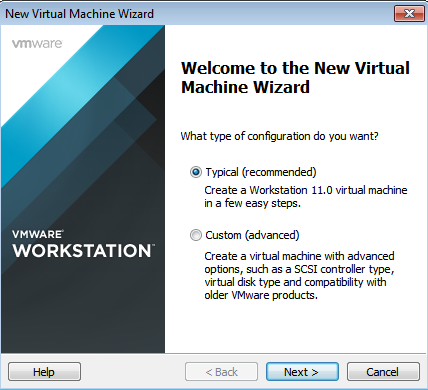 New Virtual Machine Wizard
vmware
Welcome to the New Virtual
Machine Wizard
What type of configuration do you want?
Typical (recommended)
Create a Workstation 11.0 virtual machine
in a few easy steps.
Custom (advanced)
Create a virtual machine with advanced
options, such as a SCSI controller type,
virtual disk type and compatibility with
older VMware products.
VMWARE®
WORKSTATION™
Help
< Back
Next >
Cancel